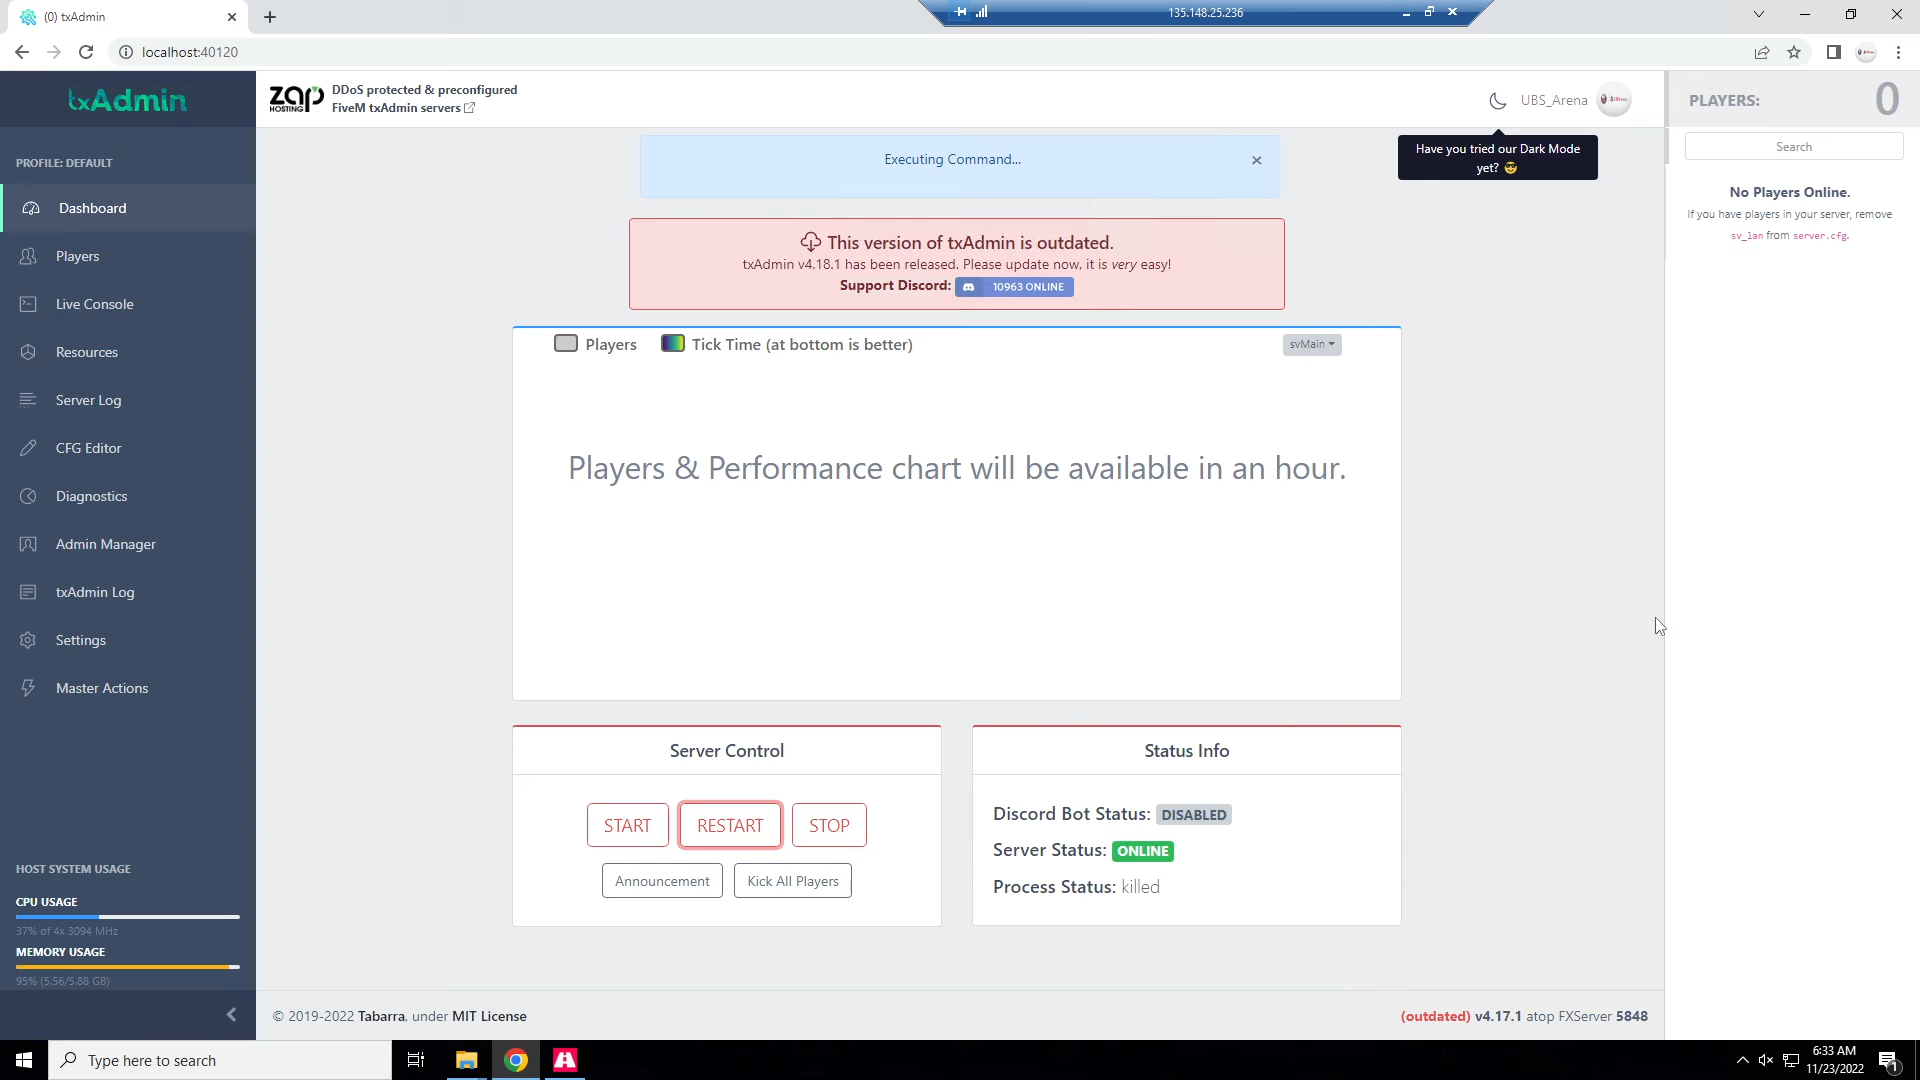 (0) txAdmin
135.148.25.236
localhost:40120
txAdmin
zap HOSTING
DDoS protected & preconfigured
FiveM txAdmin servers
UBS_Arena
PLAYERS:
0
Have you tried our Dark Mode
yet? 😎
Search
No Players Online.
If you have players in your server, remove
sv_lan from server.cfg.
PROFILE: DEFAULT
Dashboard
Players
Live Console
Resources
Server Log
CFG Editor
Diagnostics
Admin Manager
txAdmin Log
Settings
Master Actions
HOST SYSTEM USAGE
CPU USAGE
37% of 4x 3094 MHz
MEMORY USAGE
95% (5.56/5.88 GB)
Executing Command...
This version of txAdmin is outdated.
txAdmin v4.18.1 has been released. Please update now, it is very easy!
Support Discord: 10963 ONLINE
Players
Tick Time (at bottom is better)
svMain
Players & Performance chart will be available in an hour.
Server Control
START
RESTART
STOP
Announcement
Kick All Players
Status Info
Discord Bot Status: DISABLED
Server Status: ONLINE
Process Status: killed
© 2019-2022 Tabarra, under MIT License
(outdated) v4.17.1 atop FXServer 5848
Type here to search
6:33 AM
11/23/2022
1